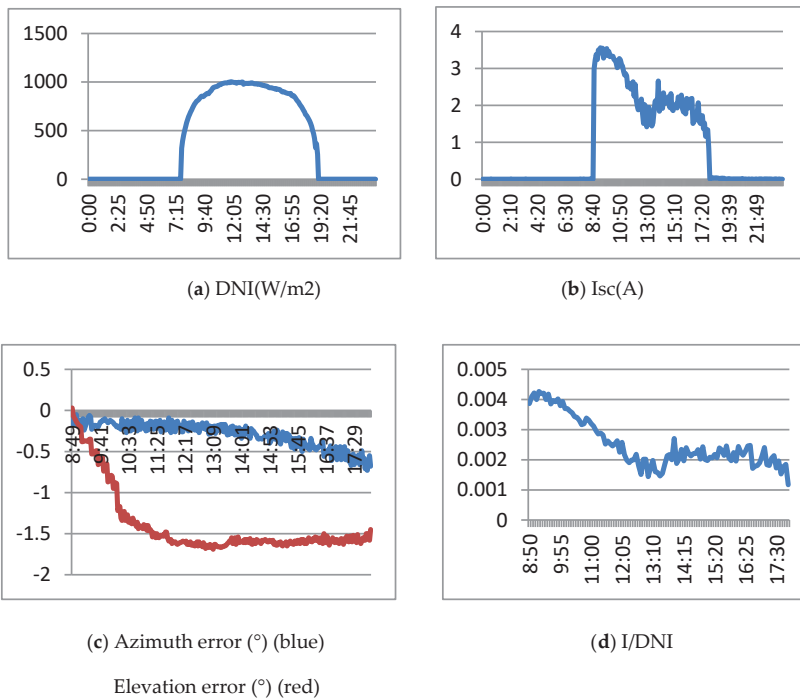 1500
1000
500
0
0:00 2:25 4:50 7:15 9:40 12:05 14:30 16:55 19:20 21:45
(a) DNI(W/m2)
4
3
2
1
0
0:00 2:10 4:20 6:30 8:40 10:50 13:00 15:10 17:20 19:39 21:49
(b) Isc(A)
0.5
0
-0.5
-1
-1.5
-2
8:49 9:41 10:33 11:25 12:17 13:09 14:01 14:53 15:45 16:37 17:29
(c) Azimuth error (°) (blue)
Elevation error (°) (red)
0.005
0.004
0.003
0.002
0.001
0
8:50 9:55 11:00 12:05 13:10 14:15 15:20 16:25 17:30
(d) I/DNI